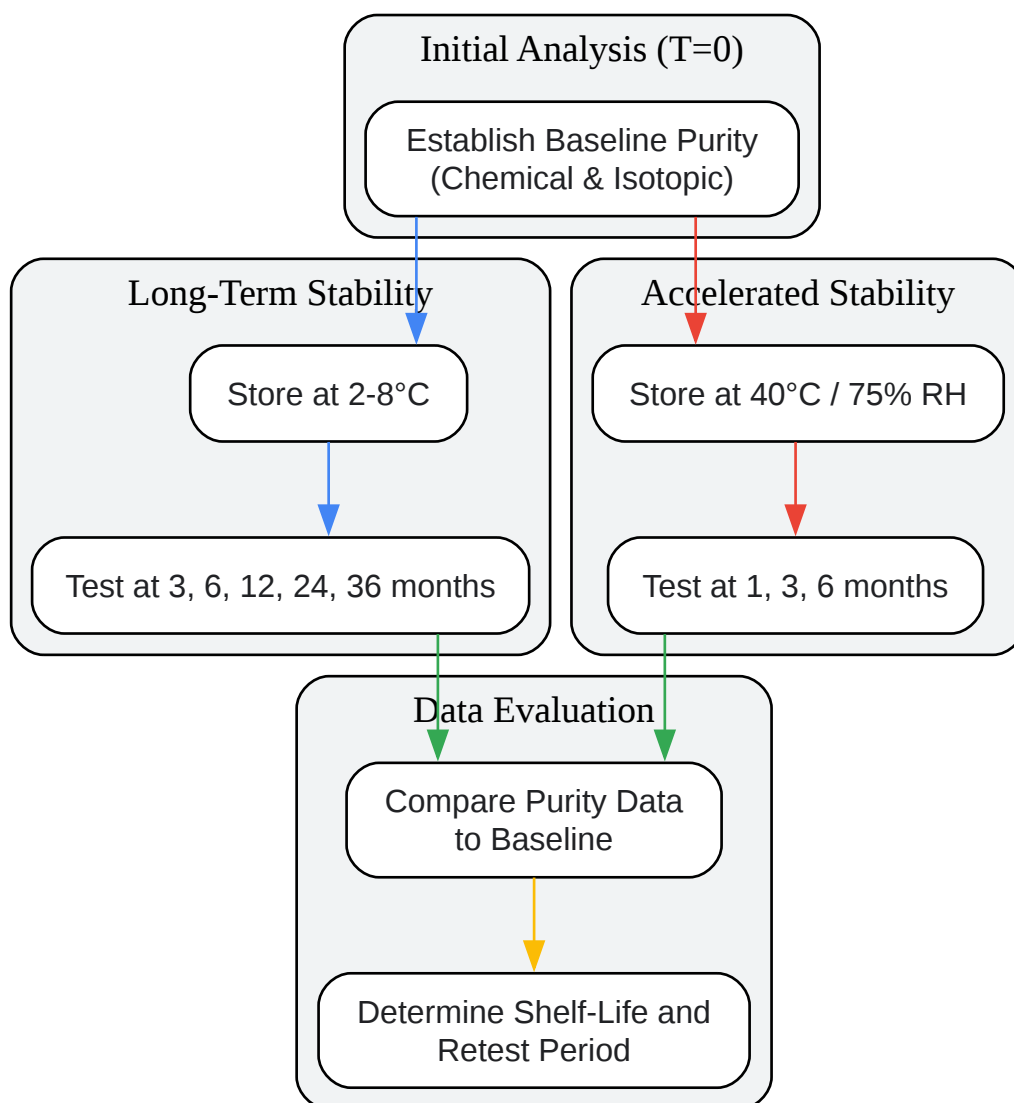 Initial Analysis (T=0)
Establish Baseline Purity
(Chemical & Isotopic)
Long-Term Stability
Store at 2-8°C
Test at 3, 6, 12, 24, 36 months
Accelerated Stability
Store at 40°C / 75% RH
Test at 1, 3, 6 months
Data Evaluation
Compare Purity Data
to Baseline
Determine Shelf-Life and
Retest Period